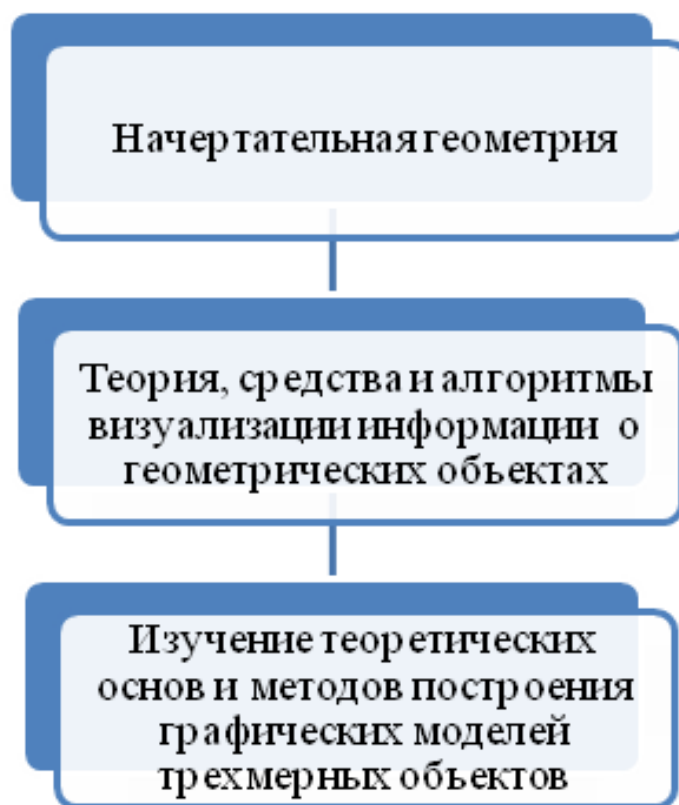 Начертательная геометрия
Теория, средства и алгоритмы
визуализации информации о
геометрических объектах
Изучение теоретических
основ и методов построения
графических моделей
трехмерных объектов